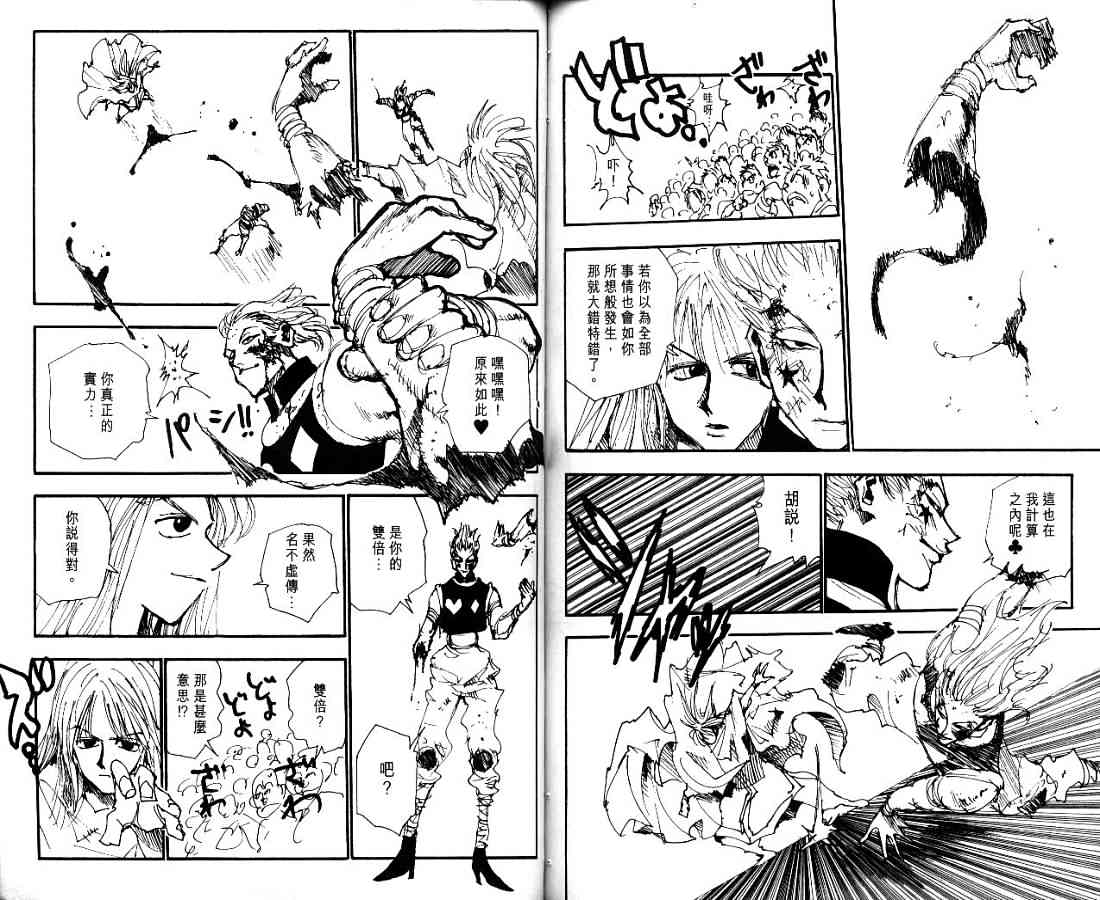 ざわ
ざわ
哇呀…
吓！
若你以為全部
事情也會如你
所想般發生，
那就大錯特錯了。
這也在
我計算
之內呢♣
胡說！
嘿嘿嘿！
原來如此♥
パシ!!
你真正的
實力…
是你的
雙倍…
吧？
果然
名不虛傳…
你說得對。
雙倍？
那是甚麼
意思!?
どよ
どよ
ざわ
ざわ
ズ